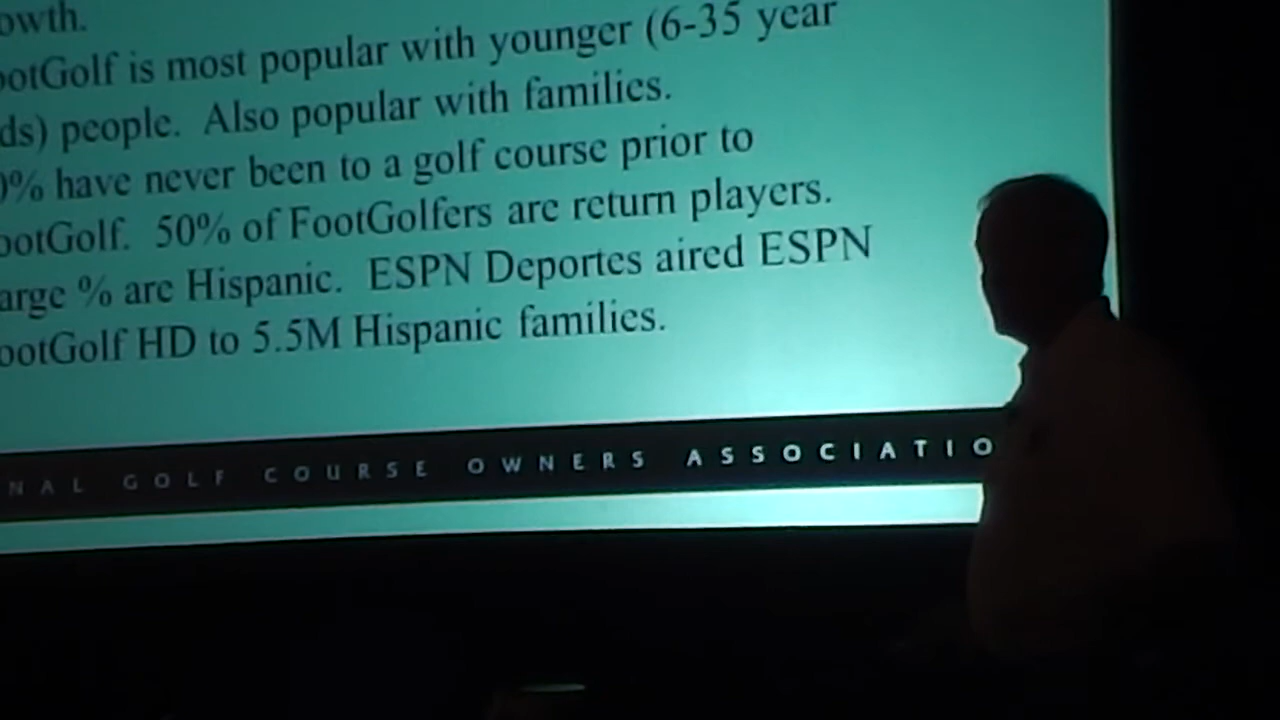 owth.
ootGolf is most popular with younger (6-35 year
ds) people. Also popular with families.
0% have never been to a golf course prior to
ootGolf. 50% of FootGolfers are return players.
arge % are Hispanic. ESPN Deportes aired ESPN
ootGolf HD to 5.5M Hispanic families.
NAL GOLF COURSE OWNERS ASSOCIATIO